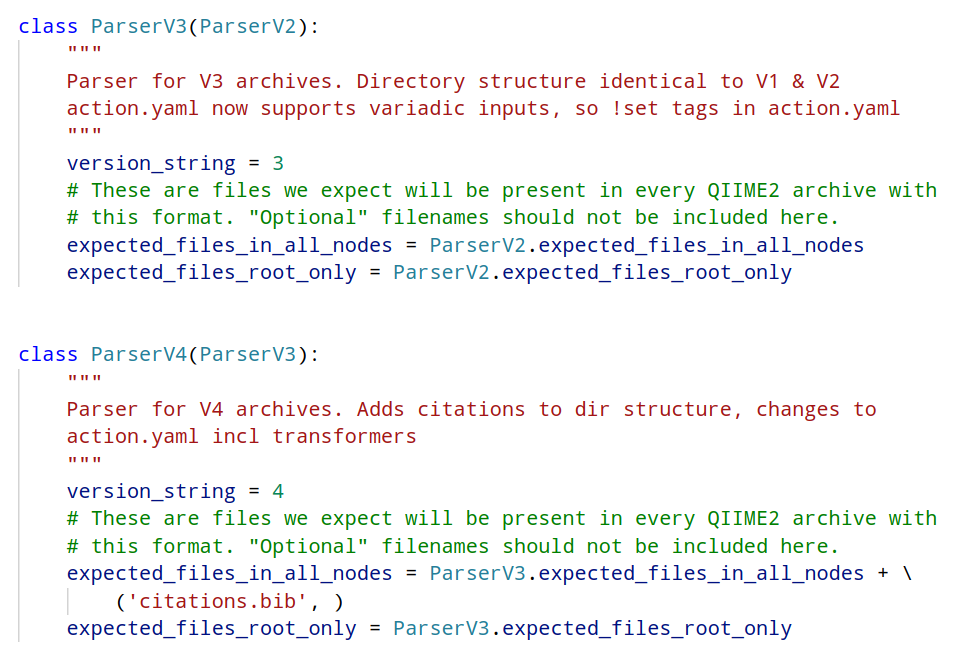 class ParserV3(ParserV2):
    """
    Parser for V3 archives. Directory structure identical to V1 & V2
    action.yaml now supports variadic inputs, so !set tags in action.yaml
    """
    version_string = 3
    # These are files we expect will be present in every QIIME2 archive with
    # this format. "Optional" filenames should not be included here.
    expected_files_in_all_nodes = ParserV2.expected_files_in_all_nodes
    expected_files_root_only = ParserV2.expected_files_root_only
class ParserV4(ParserV3):
    """
    Parser for V4 archives. Adds citations to dir structure, changes to
    action.yaml incl transformers
    """
    version_string = 4
    # These are files we expect will be present in every QIIME2 archive with
    # this format. "Optional" filenames should not be included here.
    expected_files_in_all_nodes = ParserV3.expected_files_in_all_nodes + \
        ('citations.bib', )
    expected_files_root_only = ParserV3.expected_files_root_only